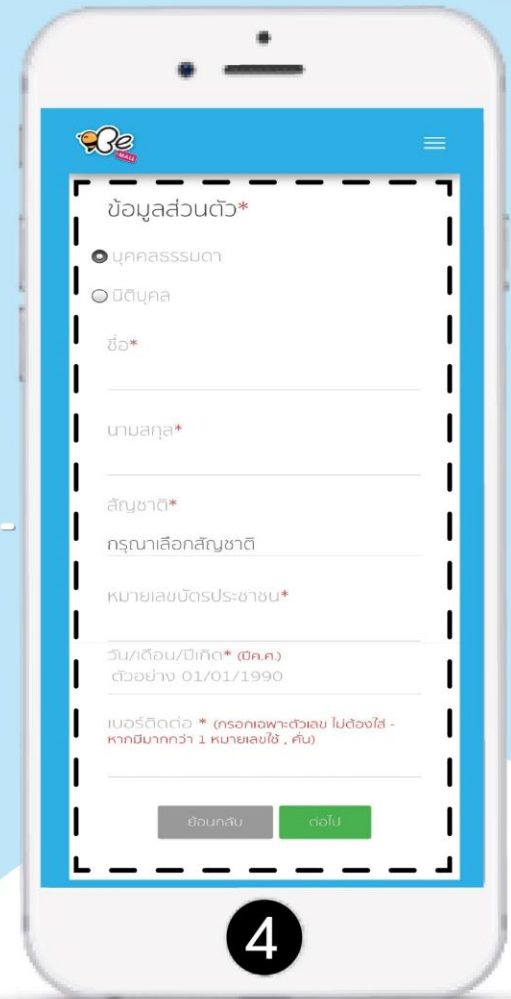 Be
MALL
ข้อมูลส่วนตัว*
บุคคลธรรมดา
นิติบุคล
ชื่อ*
นามสกุล*
สัญชาติ*
กรุณาเลือกสัญชาติ
หมายเลขบัตรประชาชน*
วัน/เดือน/ปีเกิด* (ปีค.ศ.)
ตัวอย่าง 01/01/1990
เบอร์ติดต่อ * (กรอกเฉพาะตัวเลข ไม่ต้องใส่ -
หากมีมากกว่า 1 หมายเลขใช้ , คั่น)
ย้อนกลับ ต่อไป
4